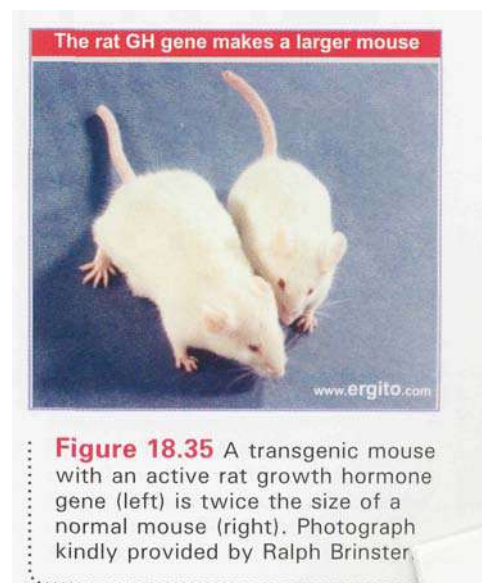 The rat GH gene makes a larger mouse
www.ergito.com
Figure 18.35 A transgenic mouse
with an active rat growth hormone
gene (left) is twice the size of a
normal mouse (right). Photograph
kindly provided by Ralph Brinster.